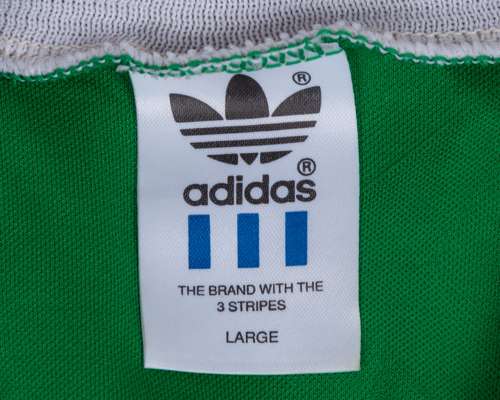 ®
adidas®
THE BRAND WITH THE
3 STRIPES
LARGE